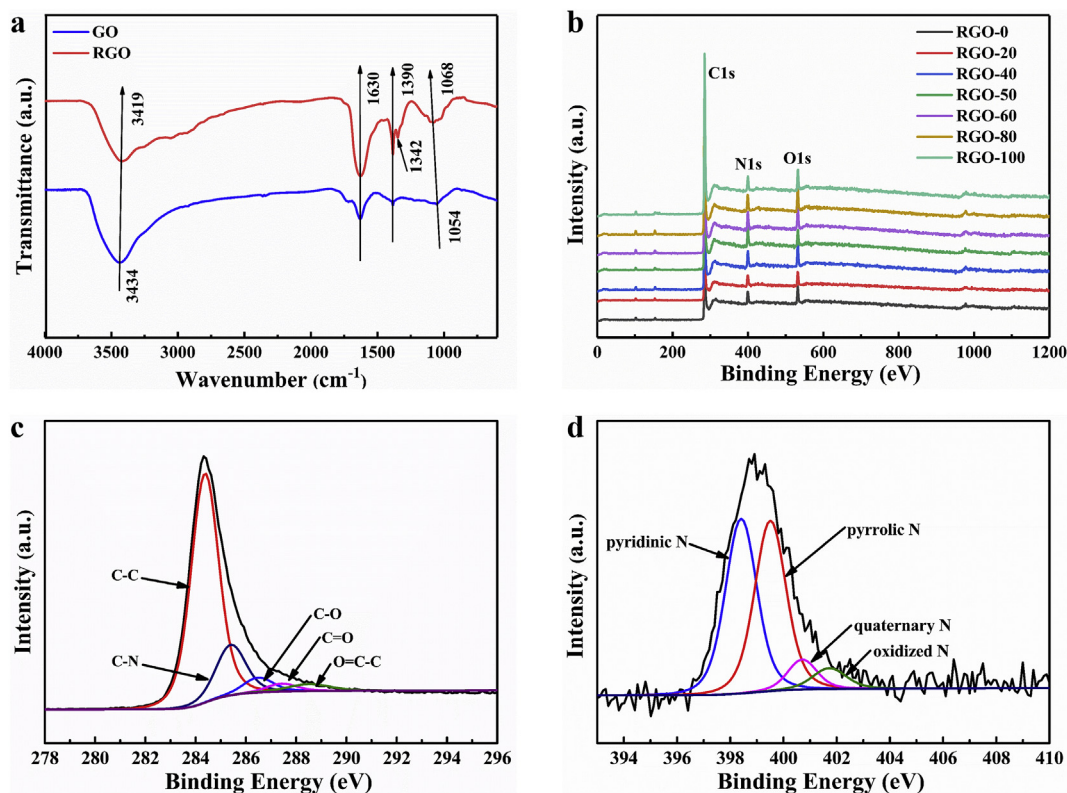 a
GO
RGO
3419
3434
1630
1390
1342
1068
1054
Transmittance (a.u.)
4000 3500 3000 2500 2000 1500 1000
Wavenumber (cm⁻¹)
b
C1s
N1s
O1s
RGO-0
RGO-20
RGO-40
RGO-50
RGO-60
RGO-80
RGO-100
Intensity (a.u.)
0 200 400 600 800 1000 1200
Binding Energy (eV)
c
C-C
C-N
C-O
C=O
O=C-C
Intensity (a.u.)
278 280 282 284 286 288 290 292 294 296
Binding Energy (eV)
d
pyridinic N
pyrrolic N
quaternary N
oxidized N
Intensity (a.u.)
394 396 398 400 402 404 406 408 410
Binding Energy (eV)